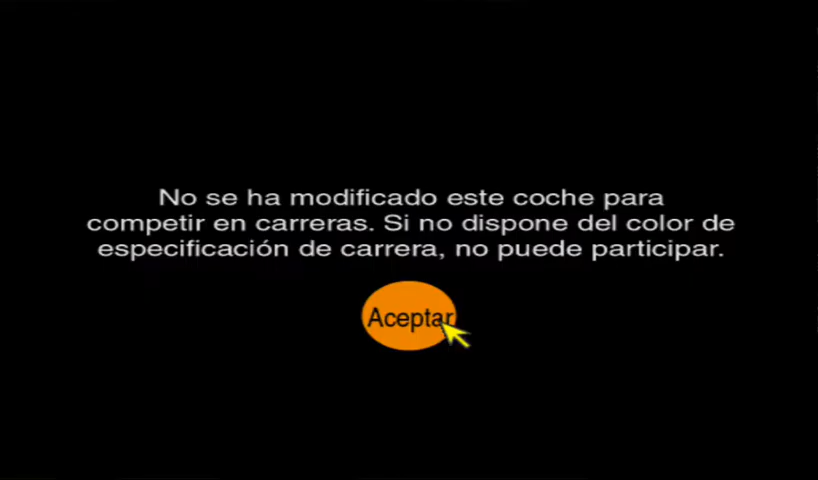 No se ha modificado este coche para
competir en carreras. Si no dispone del color de
especificación de carrera, no puede participar.
Aceptar